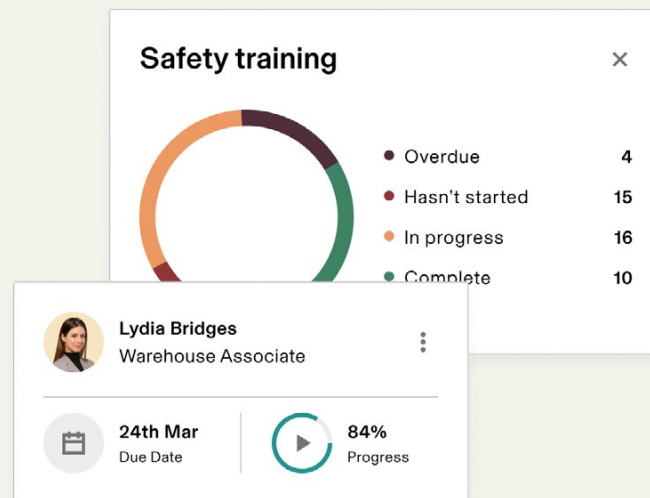 Safety training
Overdue 4
Hasn't started 15
In progress 16
Complete 10
Lydia Bridges
Warehouse Associate
24th Mar
Due Date
84%
Progress